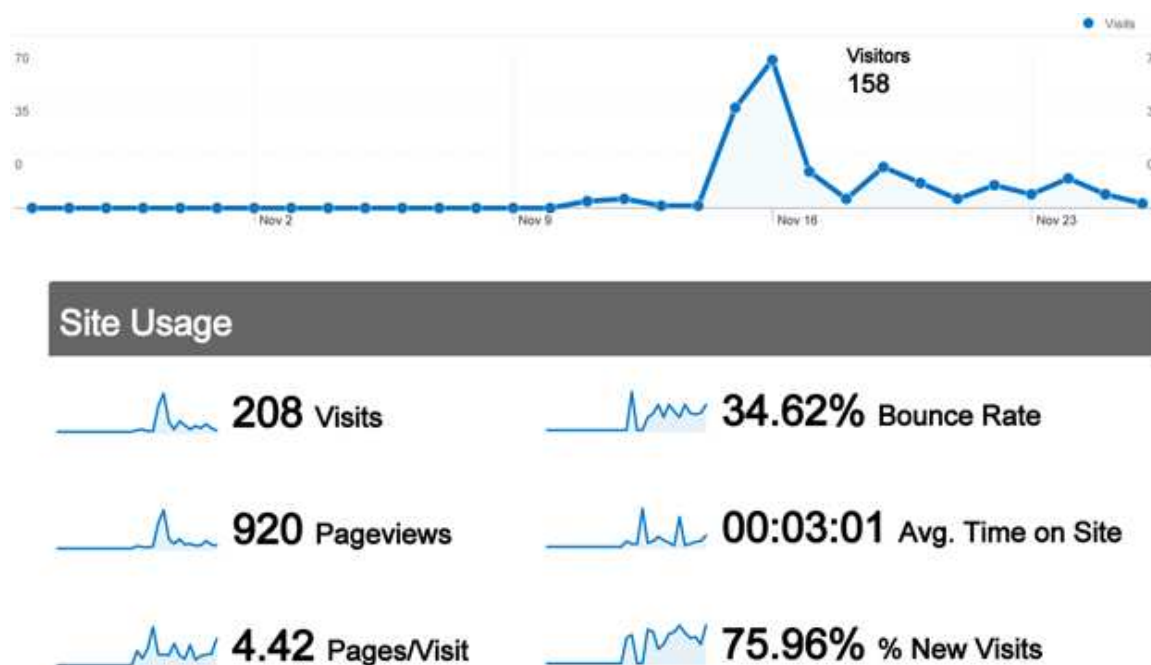 Visits
70
Visitors
158
35
0
Nov 2
Nov 9
Nov 16
Nov 23
Site Usage
208 Visits
34.62% Bounce Rate
920 Pageviews
00:03:01 Avg. Time on Site
4.42 Pages/Visit
75.96% % New Visits